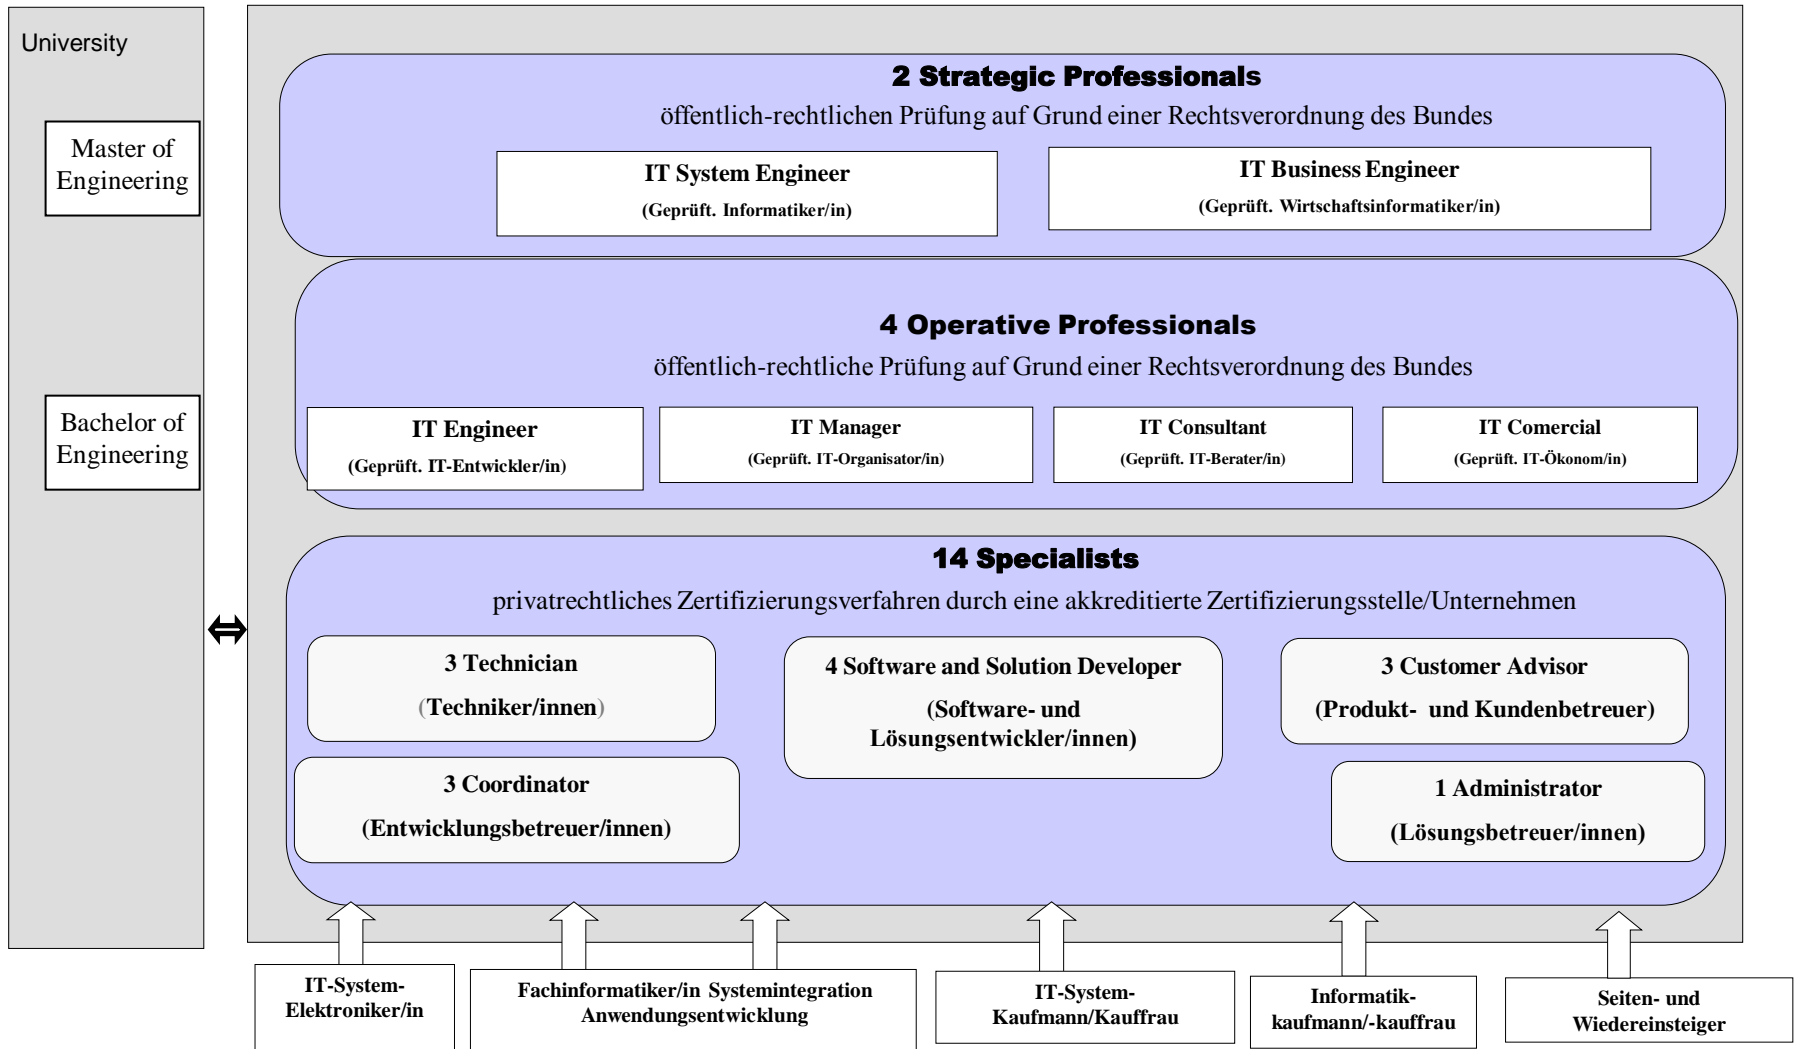 University
Master of
Engineering
Bachelor of
Engineering
2 Strategic Professionals
öffentlich-rechtlichen Prüfung auf Grund einer Rechtsverordnung des Bundes
IT System Engineer
(Geprüft. Informatiker/in)
IT Business Engineer
(Geprüft. Wirtschaftsinformatiker/in)
4 Operative Professionals
öffentlich-rechtliche Prüfung auf Grund einer Rechtsverordnung des Bundes
IT Engineer
(Geprüft. IT-Entwickler/in)
IT Manager
(Geprüft. IT-Organisator/in)
IT Consultant
(Geprüft. IT-Berater/in)
IT Comercial
(Geprüft. IT-Ökonom/in)
14 Specialists
privatrechtliches Zertifizierungsverfahren durch eine akkreditierte Zertifizierungsstelle/Unternehmen
3 Technician
(Techniker/innen)
4 Software and Solution Developer
(Software- und
Lösungsentwickler/innen)
3 Customer Advisor
(Produkt- und Kundenbetreuer)
3 Coordinator
(Entwicklungsbetreuer/innen)
1 Administrator
(Lösungsbetreuer/innen)
IT-System-
Elektroniker/in
Fachinformatiker/in Systemintegration
Anwendungsentwicklung
IT-System-
Kaufmann/Kauffrau
Informatik-
kaufmann/-kauffrau
Seiten- und
Wiedereinsteiger